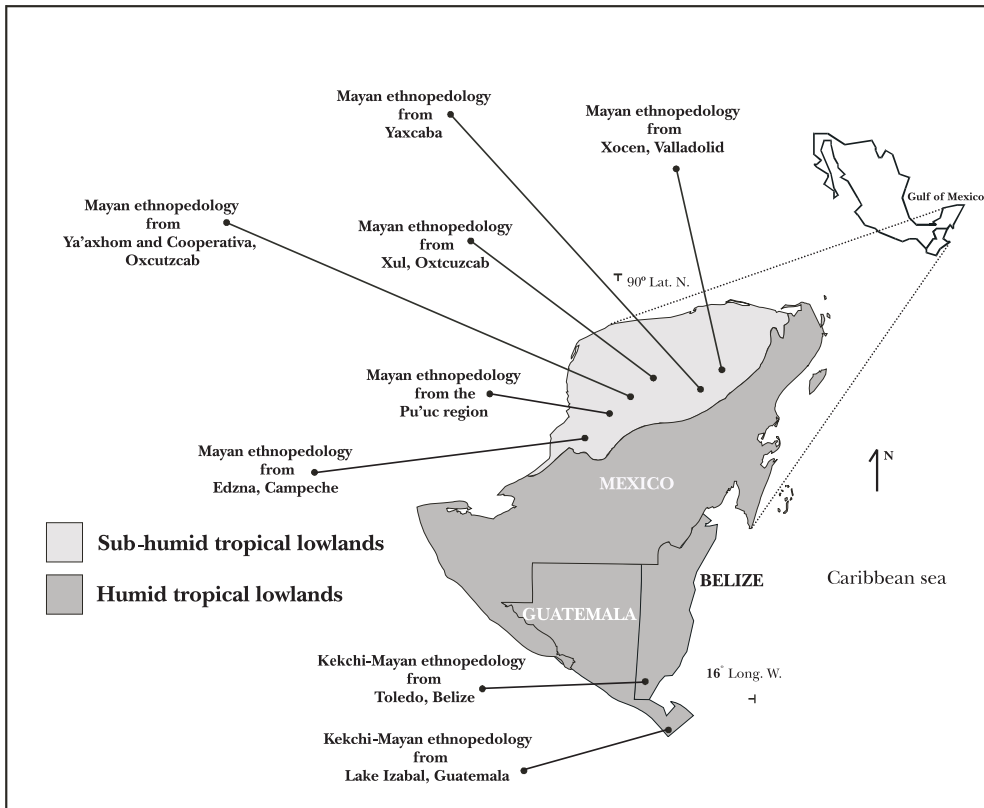 Mayan ethnopedology
from
Yaxcaba
Mayan ethnopedology
from
Xocen, Valladolid
Gulf of Mexico
Mayan ethnopedology
from
Ya'axhom and Cooperativa,
Oxcutzcab
Mayan ethnopedology
from
Xul, Oxtcuzcab
90º Lat. N.
Mayan ethnopedology
from the
Pu'uc region
Mayan ethnopedology
from
Edzna, Campeche
N
MEXICO
Sub-humid tropical lowlands
Humid tropical lowlands
BELIZE
Caribbean sea
GUATEMALA
Kekchi-Mayan ethnopedology
from
Toledo, Belize
16° Long. W.
Kekchi-Mayan ethnopedology
from
Lake Izabal, Guatemala